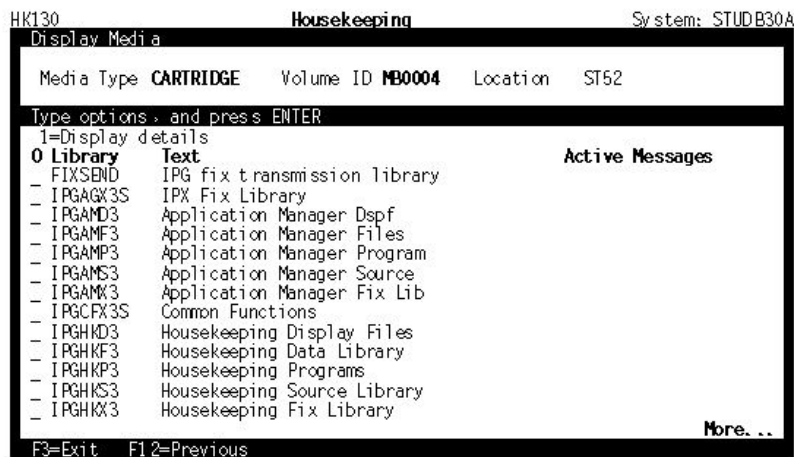 HK130 Housekeeping System: STUDB30A
Display Media
Media Type CARTRIDGE Volume ID MB0004 Location ST52
Type options, and press ENTER
1=Display details
O Library Text Active Messages
_ FIXSEND IPG fix transmission library
_ IPGAGX3S IPX Fix Library
_ IPGAMD3 Application Manager Dspf
_ IPGAMF3 Application Manager Files
_ IPGAMP3 Application Manager Program
_ IPGAMS3 Application Manager Source
_ IPGAMX3 Application Manager Fix Lib
_ IPGCFX3S Common Functions
_ IPGHKD3 Housekeeping Display Files
_ IPGHKF3 Housekeeping Data Library
_ IPGHKP3 Housekeeping Programs
_ IPGHKS3 Housekeeping Source Library
_ IPGHKX3 Housekeeping Fix Library
More...
F3=Exit F12=Previous